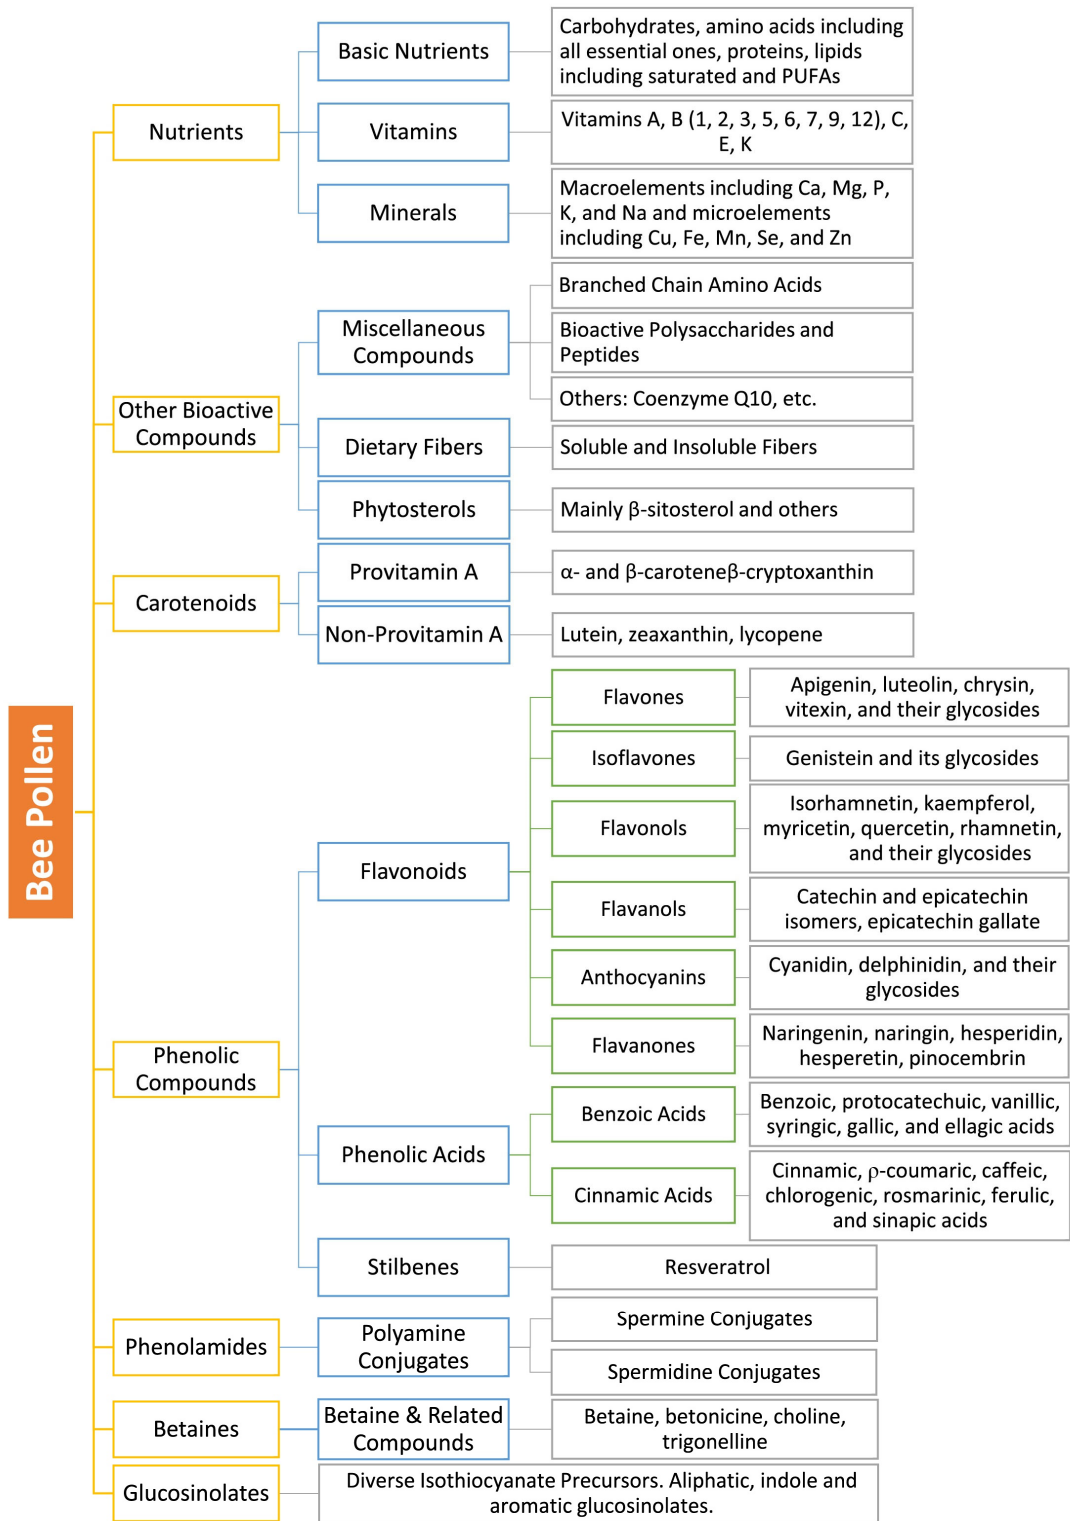 Bee Pollen
Nutrients
Basic Nutrients
Carbohydrates, amino acids including
all essential ones, proteins, lipids
including saturated and PUFAs
Vitamins
Vitamins A, B (1, 2, 3, 5, 6, 7, 9, 12), C,
E, K
Minerals
Macroelements including Ca, Mg, P,
K, and Na and microelements
including Cu, Fe, Mn, Se, and Zn
Other Bioactive
Compounds
Miscellaneous
Compounds
Branched Chain Amino Acids
Bioactive Polysaccharides and
Peptides
Others: Coenzyme Q10, etc.
Dietary Fibers
Soluble and Insoluble Fibers
Phytosterols
Mainly β-sitosterol and others
Carotenoids
Provitamin A
α- and β-caroteneβ-cryptoxanthin
Non-Provitamin A
Lutein, zeaxanthin, lycopene
Phenolic
Compounds
Flavonoids
Flavones
Apigenin, luteolin, chrysin,
vitexin, and their glycosides
Isoflavones
Genistein and its glycosides
Flavonols
Isorhamnetin, kaempferol,
myricetin, quercetin, rhamnetin,
and their glycosides
Flavanols
Catechin and epicatechin
isomers, epicatechin gallate
Anthocyanins
Cyanidin, delphinidin, and their
glycosides
Flavanones
Naringenin, naringin, hesperidin,
hesperetin, pinocembrin
Phenolic Acids
Benzoic Acids
Benzoic, protocatechuic, vanillic,
syringic, gallic, and ellagic acids
Cinnamic Acids
Cinnamic, ρ-coumaric, caffeic,
chlorogenic, rosmarinic, ferulic,
and sinapic acids
Stilbenes
Resveratrol
Phenolamides
Polyamine
Conjugates
Spermine Conjugates
Spermidine Conjugates
Betaines
Betaine & Related
Compounds
Betaine, betonicine, choline,
trigonelline
Glucosinolates
Diverse Isothiocyanate Precursors. Aliphatic, indole and
aromatic glucosinolates.